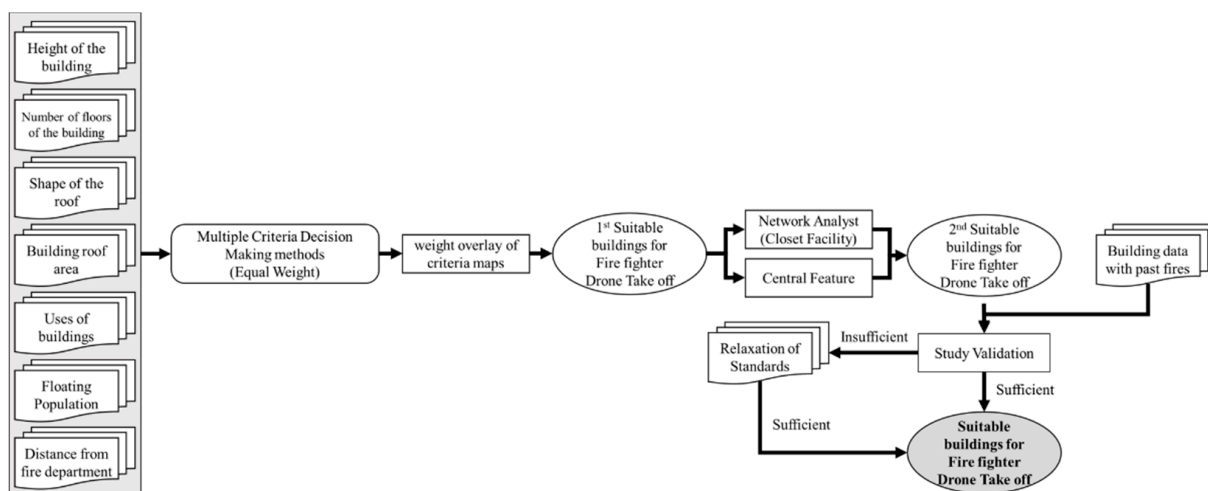 Height of the
building
Number of floors
of the building
Shape of the
roof
Building roof
area
Uses of
buildings
Floating
Population
Distance from
fire department
Multiple Criteria Decision
Making methods
(Equal Weight)
weight overlay of
criteria maps
1st Suitable
buildings for
Fire fighter
Drone Take off
Network Analyst
(Closet Facility)
Central Feature
2nd Suitable
buildings for
Fire fighter
Drone Take off
Building data
with past fires
Insufficient
Relaxation of
Standards
Study Validation
Sufficient
Sufficient
Suitable
buildings for
Fire fighter
Drone Take off